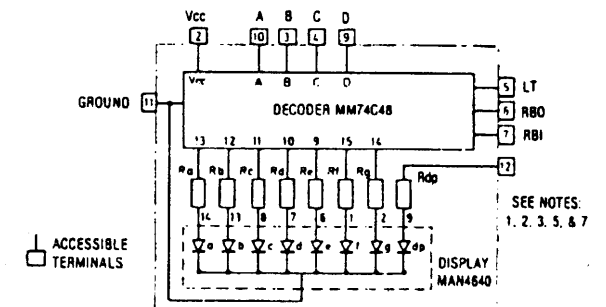 Vcc A B C D
2 10 3 4 9
Vcc A B C D
GROUND 11
DECODER MM74C48
5 LT
6 RBO
7 RBI
13 12 11 10 9 15 14
Ra Rb Rc Rd Re Rf Rg Rdp
12
SEE NOTES:
1, 2, 3, 5, & 7
14 13 8 7 6 1 2 9
a b c d e f g dp
ACCESSIBLE
TERMINALS
DISPLAY
MAN4640